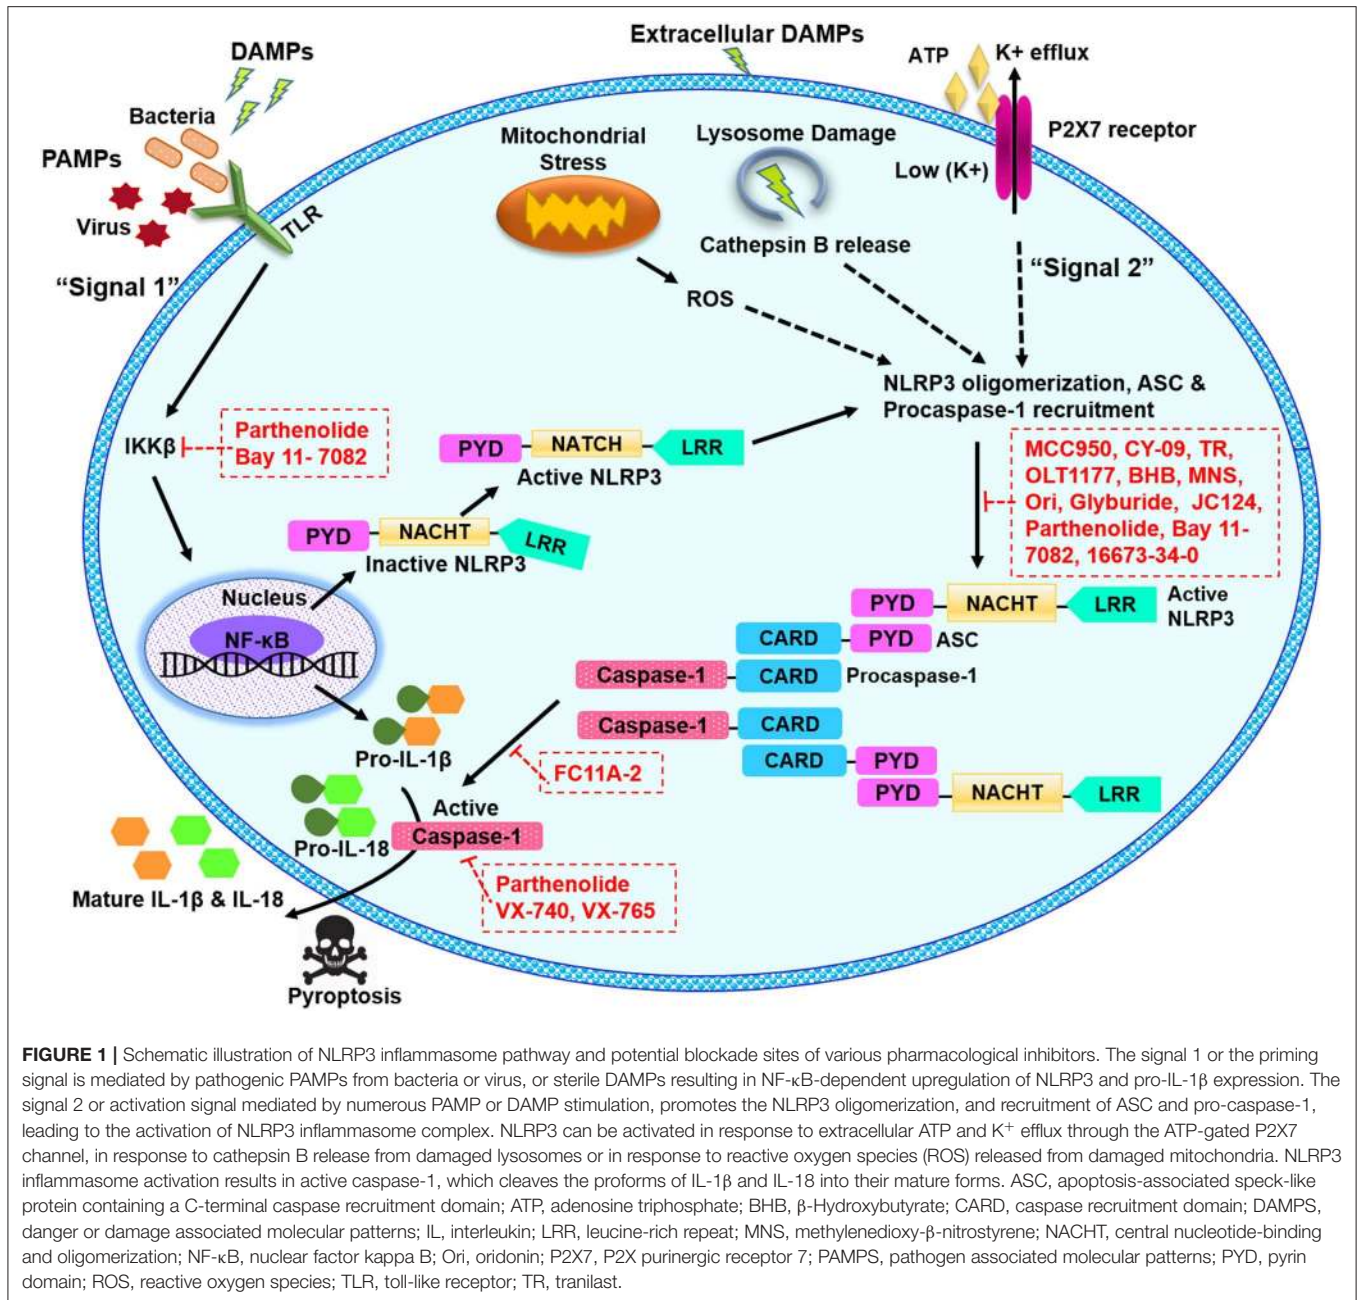 DAMPs
Extracellular DAMPs
ATP
K+ efflux
Bacteria
PAMPs
Virus
TLR
"Signal 1"
Mitochondrial
Stress
Lysosome Damage
Cathepsin B release
ROS
Low (K+)
P2X7 receptor
"Signal 2"
NLRP3 oligomerization, ASC &
Procaspase-1 recruitment
IKKβ
Parthenolide
Bay 11- 7082
PYD
NATCH
LRR
Active NLRP3
PYD
NACHT
LRR
Inactive NLRP3
MCC950, CY-09, TR,
OLT1177, BHB, MNS,
Ori, Glyburide, JC124,
Parthenolide, Bay 11-
7082, 16673-34-0
Nucleus
NF-κB
PYD
NACHT
LRR
Active
NLRP3
CARD
PYD
ASC
Caspase-1
CARD
Procaspase-1
Caspase-1
CARD
CARD
PYD
PYD
NACHT
LRR
Pro-IL-1β
FC11A-2
Pro-IL-18
Active
Caspase-1
Mature IL-1β & IL-18
Parthenolide
VX-740, VX-765
Pyroptosis
FIGURE 1 | Schematic illustration of NLRP3 inflammasome pathway and potential blockade sites of various pharmacological inhibitors. The signal 1 or the priming
signal is mediated by pathogenic PAMPs from bacteria or virus, or sterile DAMPs resulting in NF-κB-dependent upregulation of NLRP3 and pro-IL-1β expression. The
signal 2 or activation signal mediated by numerous PAMP or DAMP stimulation, promotes the NLRP3 oligomerization, and recruitment of ASC and pro-caspase-1,
leading to the activation of NLRP3 inflammasome complex. NLRP3 can be activated in response to extracellular ATP and K+ efflux through the ATP-gated P2X7
channel, in response to cathepsin B release from damaged lysosomes or in response to reactive oxygen species (ROS) released from damaged mitochondria. NLRP3
inflammasome activation results in active caspase-1, which cleaves the proforms of IL-1β and IL-18 into their mature forms. ASC, apoptosis-associated speck-like
protein containing a C-terminal caspase recruitment domain; ATP, adenosine triphosphate; BHB, β-Hydroxybutyrate; CARD, caspase recruitment domain; DAMPS,
danger or damage associated molecular patterns; IL, interleukin; LRR, leucine-rich repeat; MNS, methylenedioxy-β-nitrostyrene; NACHT, central nucleotide-binding
and oligomerization; NF-κB, nuclear factor kappa B; Ori, oridonin; P2X7, P2X purinergic receptor 7; PAMPS, pathogen associated molecular patterns; PYD, pyrin
domain; ROS, reactive oxygen species; TLR, toll-like receptor; TR, tranilast.